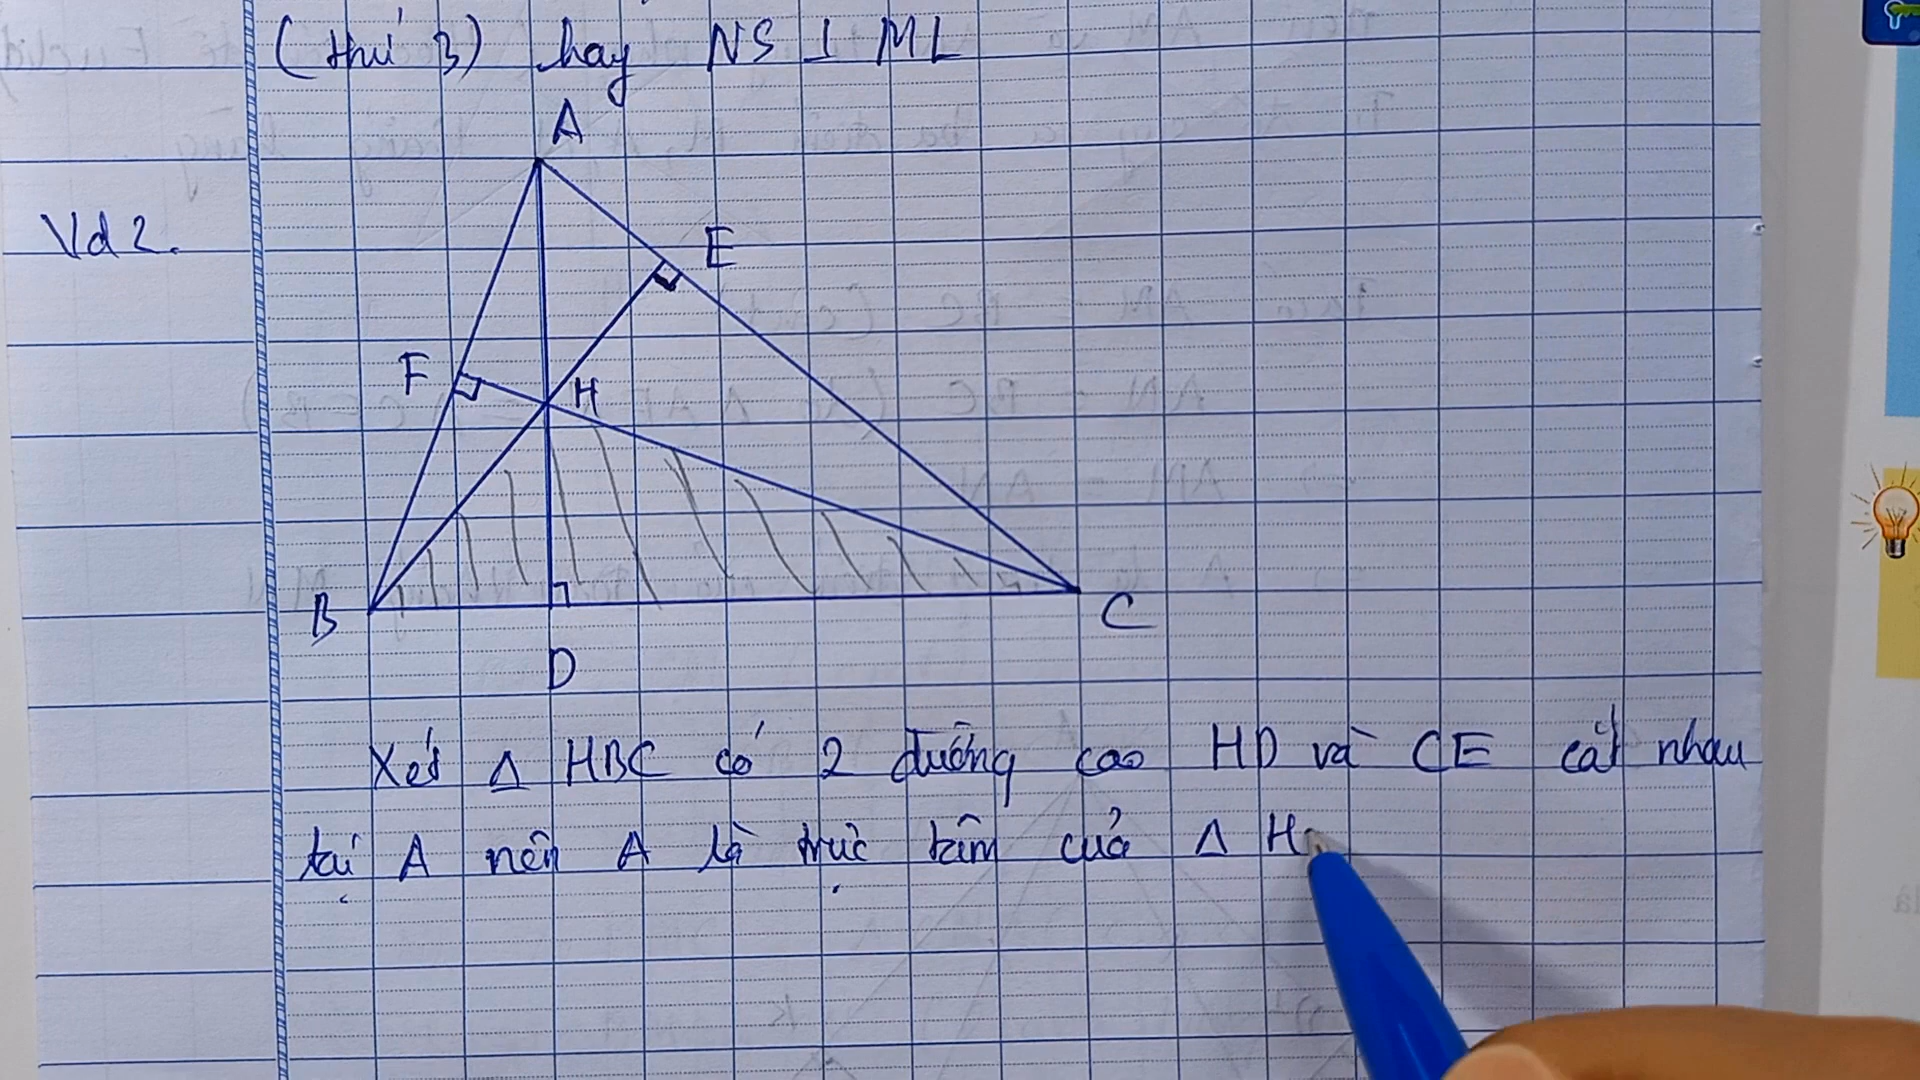 (thứ 3) hay NS ⊥ ML
A
Vd 2.
E
F
H
B
C
D
Xét Δ HBC có 2 đường cao HD và CE cắt nhau
tại A nên A là trực tâm của Δ H